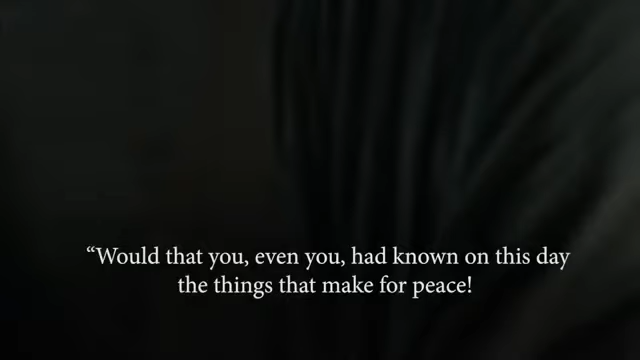 “Would that you, even you, had known on this day
the things that make for peace!